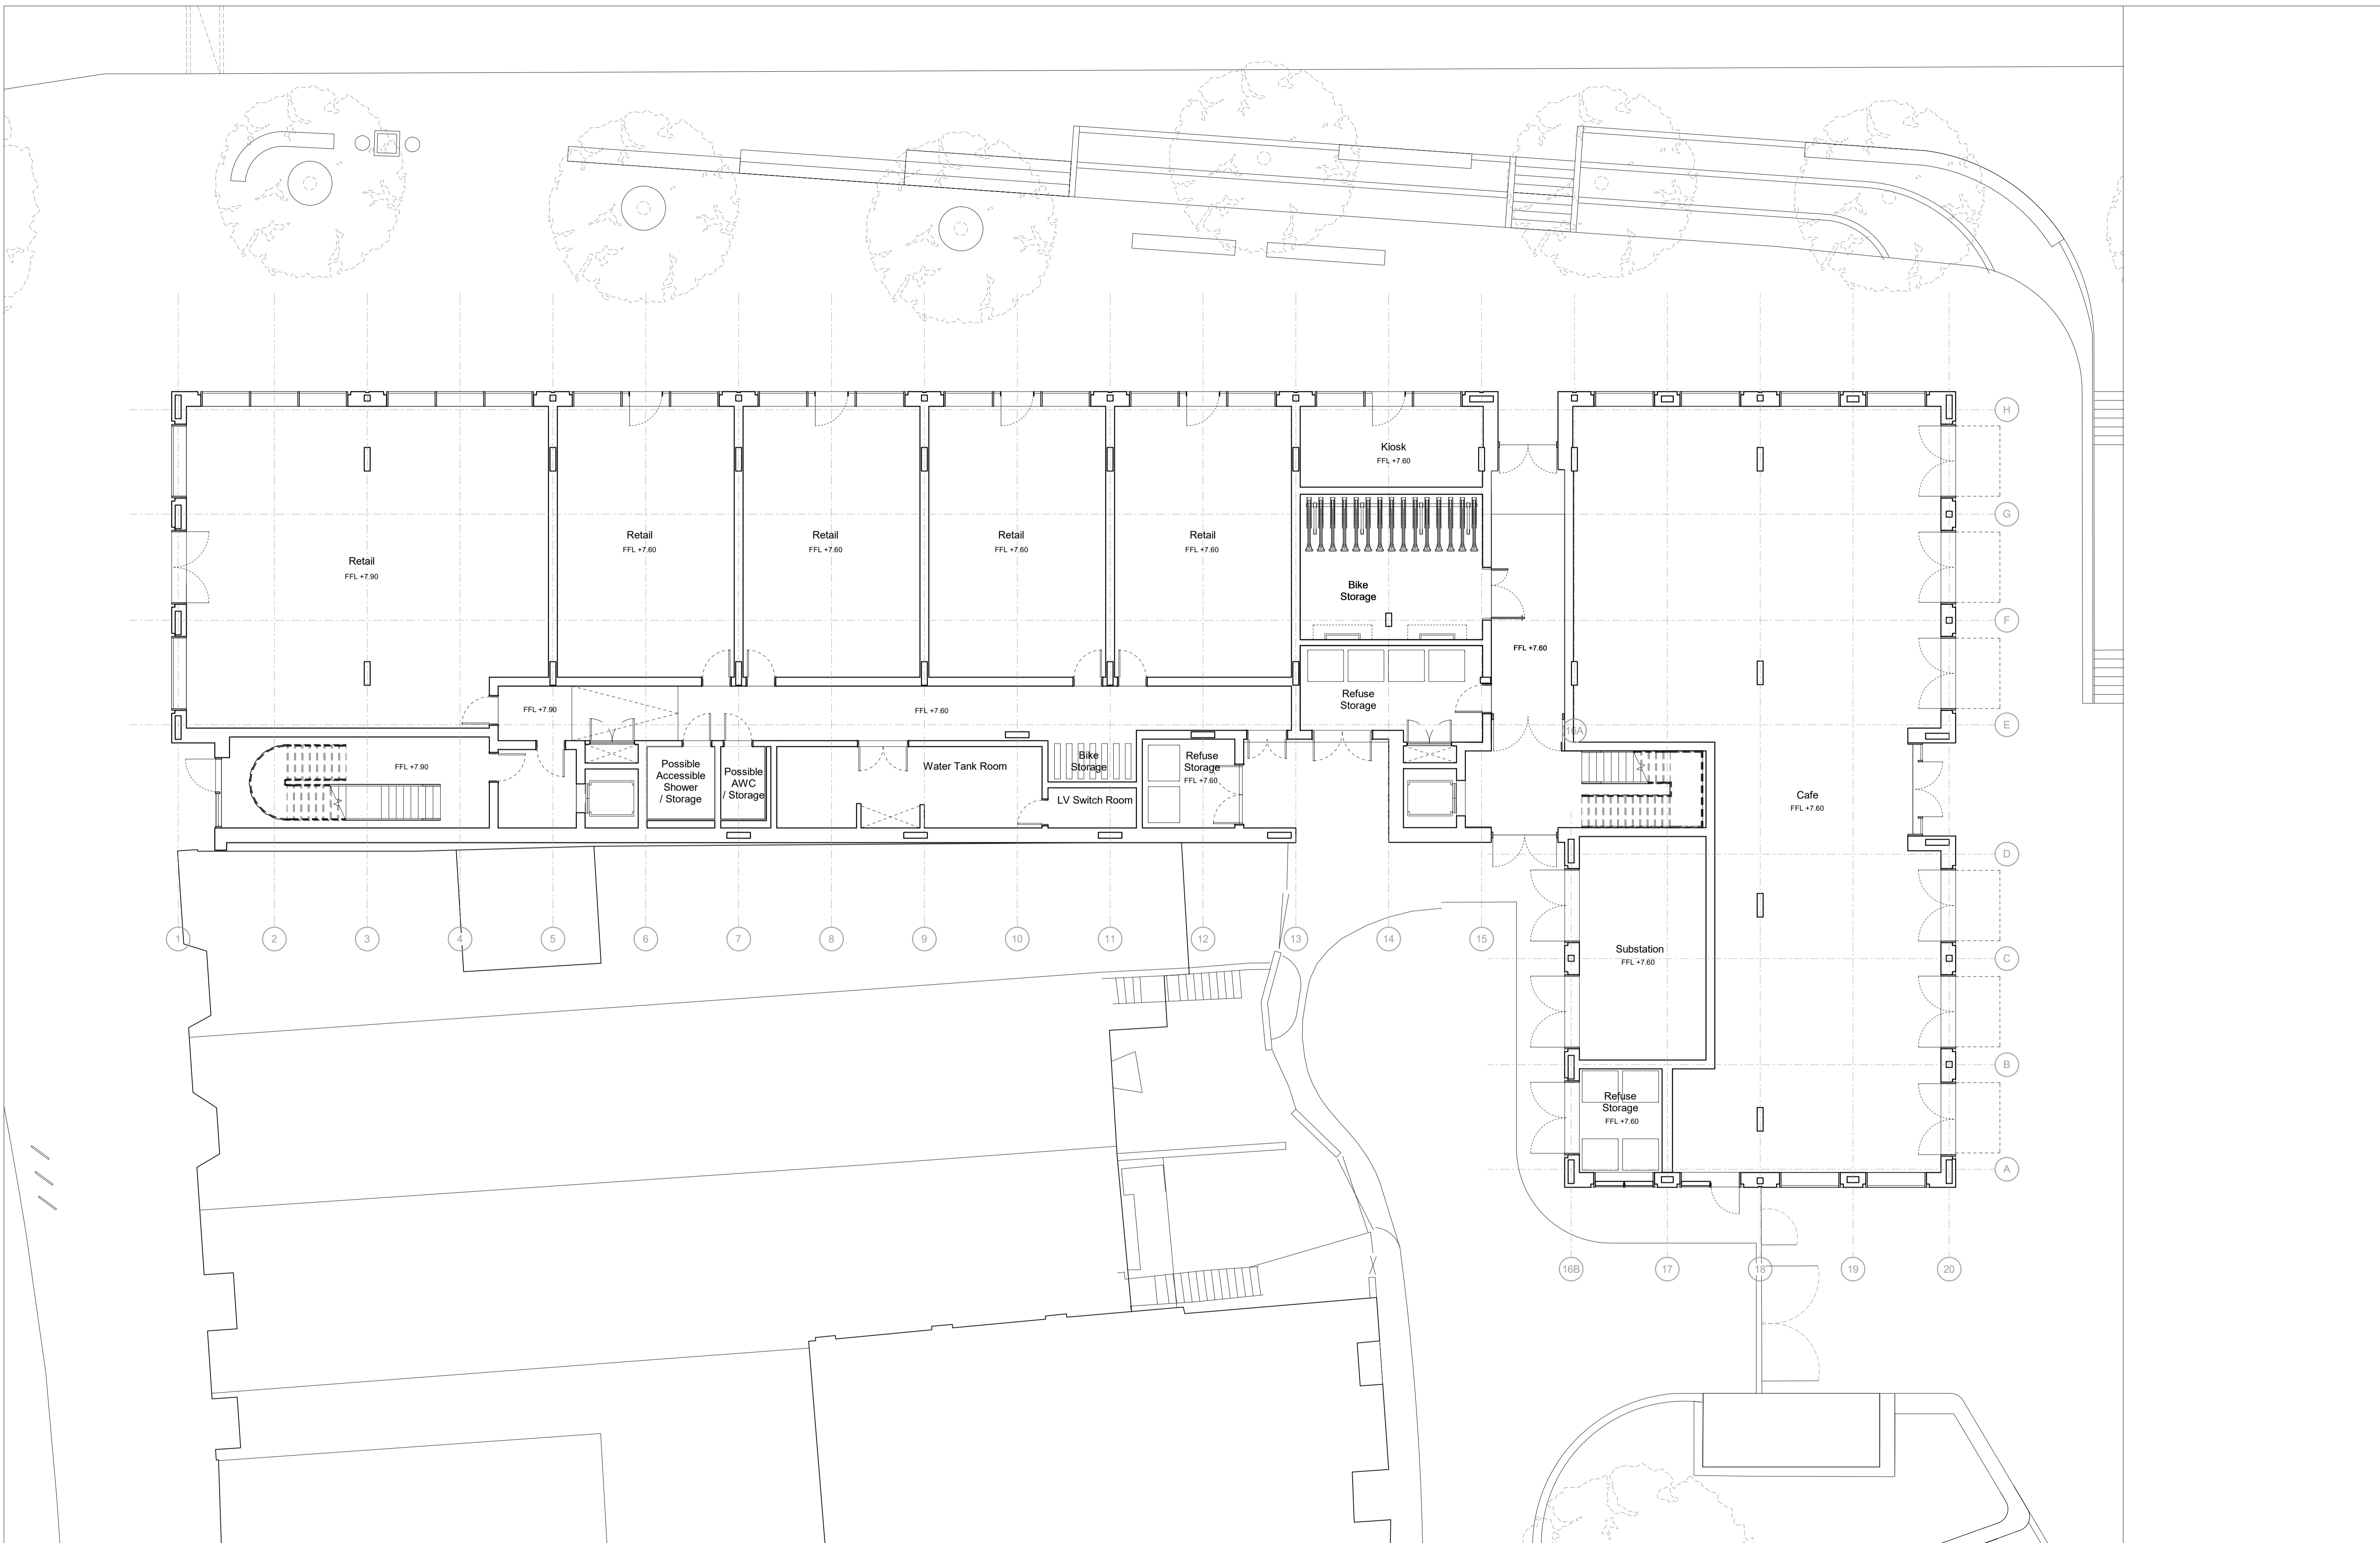 H
Kiosk
FFL +7.60
G
Retail
FFL +7.60
Retail
FFL +7.60
Retail
FFL +7.60
Retail
FFL +7.60
Retail
FFL +7.90
Bike
Storage
F
FFL +7.60
Refuse
Storage
FFL +7.90
FFL +7.60
E
16A
FFL +7.90
Possible
Accessible
Shower
/ Storage
Possible
AWC
/ Storage
Water Tank Room
Bike
Storage
LV Switch Room
Refuse
Storage
FFL +7.60
Cafe
FFL +7.60
D
1
2
3
4
5
6
7
8
9
10
11
12
13
14
15
Substation
FFL +7.60
C
B
Refuse
Storage
FFL +7.60
A
16B
17
18
19
20